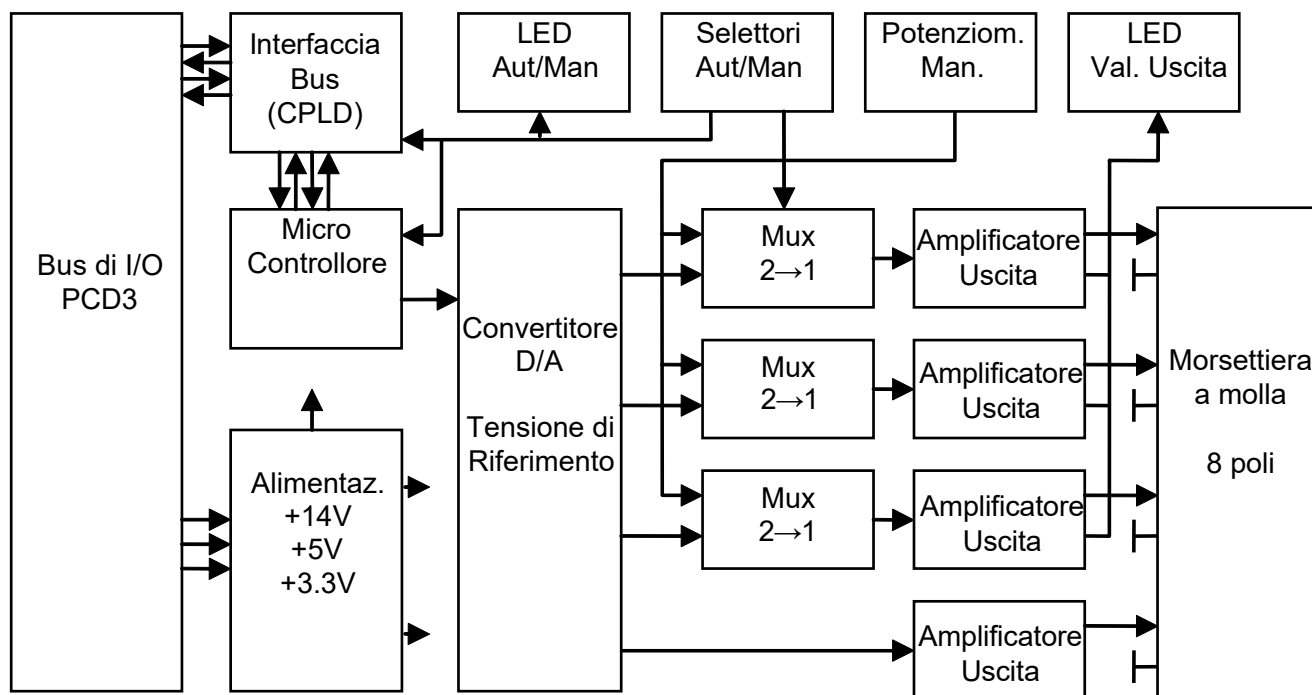 Bus di I/O
PCD3
Interfaccia
Bus
(CPLD)
Micro
Controllore
Alimentaz.
+14V
+5V
+3.3V
LED
Aut/Man
Selettori
Aut/Man
Potenziom.
Man.
LED
Val. Uscita
Convertitore
D/A
Tensione di
Riferimento
Mux
2→1
Amplificatore
Uscita
Mux
2→1
Amplificatore
Uscita
Mux
2→1
Amplificatore
Uscita
Amplificatore
Uscita
Morsettiera
a molla
8 poli